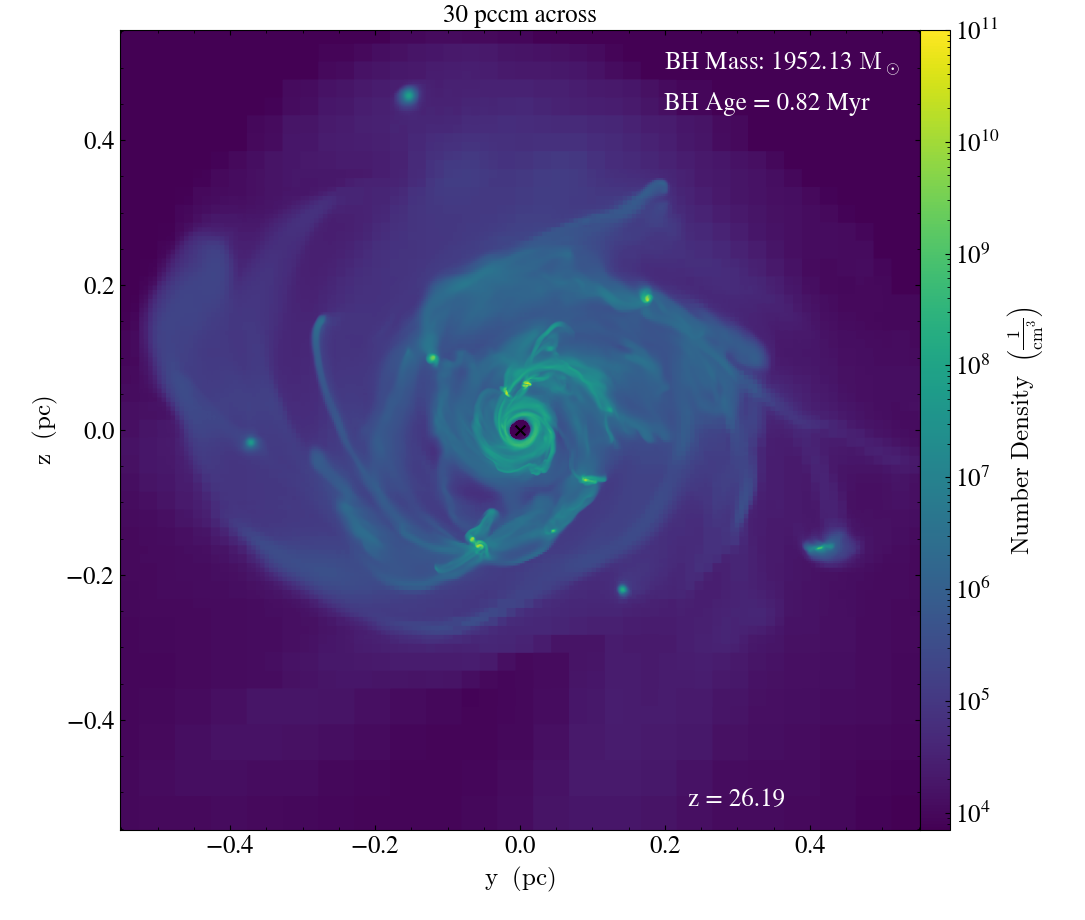 30 pccm across
BH Mass: 1952.13 M⊙
BH Age = 0.82 Myr
z = 26.19
0.4
0.2
0.0
−0.2
−0.4
z (pc)
−0.4
−0.2
0.0
0.2
0.4
y (pc)
10¹¹
10¹⁰
10⁹
10⁸
10⁷
10⁶
10⁵
10⁴
Number Density (1/cm³)